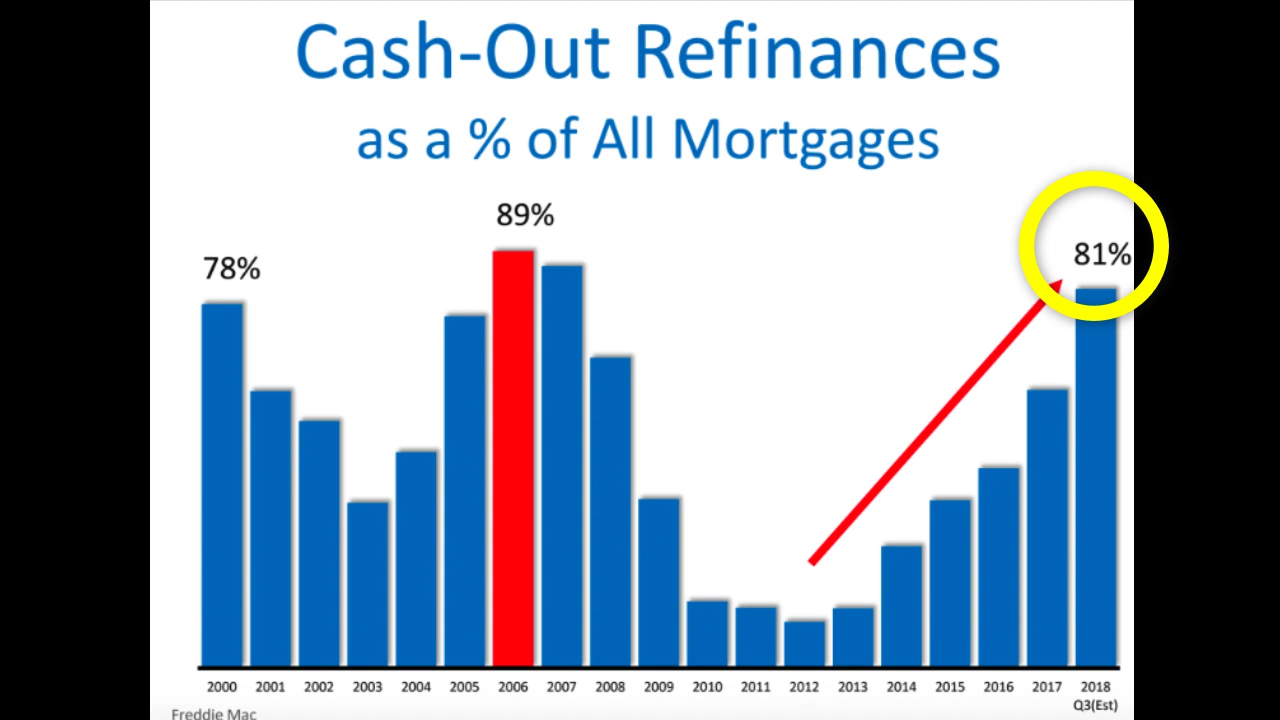 Cash-Out Refinances
as a % of All Mortgages
89%
81%
78%
2000 2001 2002 2003 2004 2005 2006 2007 2008 2009 2010 2011 2012 2013 2014 2015 2016 2017 2018
Q3(Est)
Freddie Mac